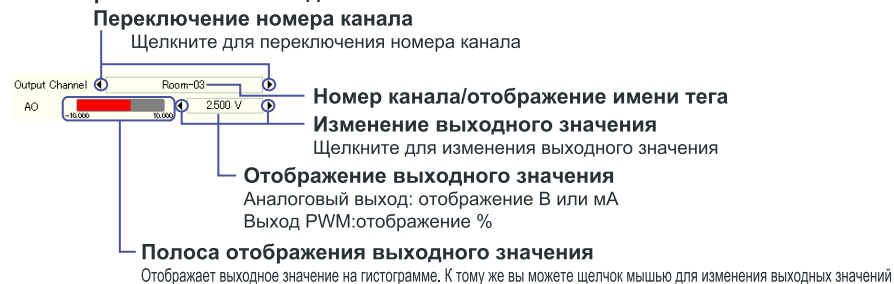 Переключение номера канала
Щелкните для переключения номера канала
Output Channel Room-03
Номер канала/отображение имени тега
AO 2.500 V
-10.000 10.000
Изменение выходного значения
Щелкните для изменения выходного значения
Отображение выходного значения
Аналоговый выход: отображение В или мА
Выход PWM:отображение %
Полоса отображения выходного значения
Отображает выходное значение на гистограмме. К тому же вы можете щелчок мышью для изменения выходных значений